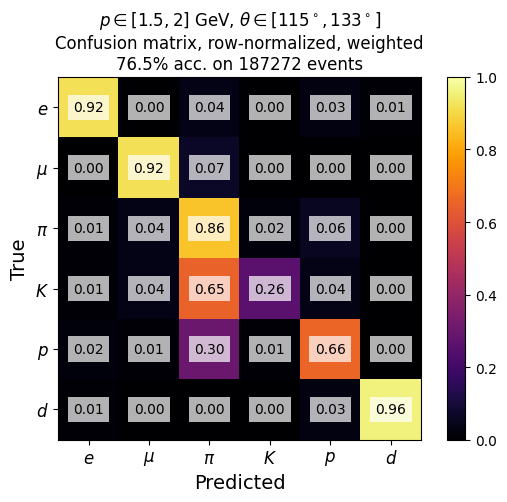 p ∈ [1.5, 2] GeV, θ ∈ [115°, 133°]
Confusion matrix, row-normalized, weighted
76.5% acc. on 187272 events
True
e 0.92 0.00 0.04 0.00 0.03 0.01
μ 0.00 0.92 0.07 0.00 0.00 0.00
π 0.01 0.04 0.86 0.02 0.06 0.00
K 0.01 0.04 0.65 0.26 0.04 0.00
p 0.02 0.01 0.30 0.01 0.66 0.00
d 0.01 0.00 0.00 0.00 0.03 0.96
e μ π K p d
Predicted
1.0
0.8
0.6
0.4
0.2
0.0